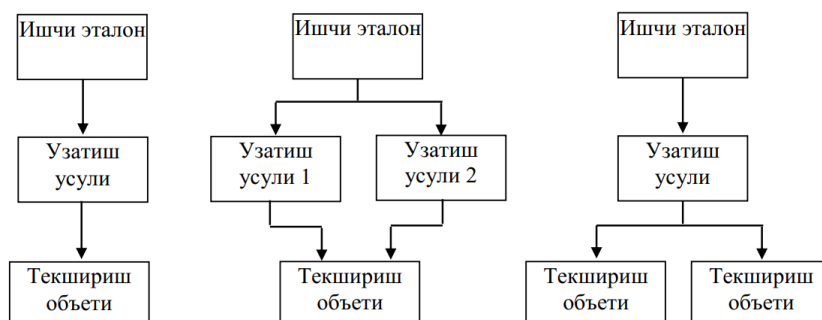 Ишчи эталон
Узатиш
усули
Текшириш
объети
Ишчи эталон
Узатиш
усули 1
Узатиш
усули 2
Текшириш
объети
Ишчи эталон
Узатиш
усули
Текшириш
объети
Текшириш
объети